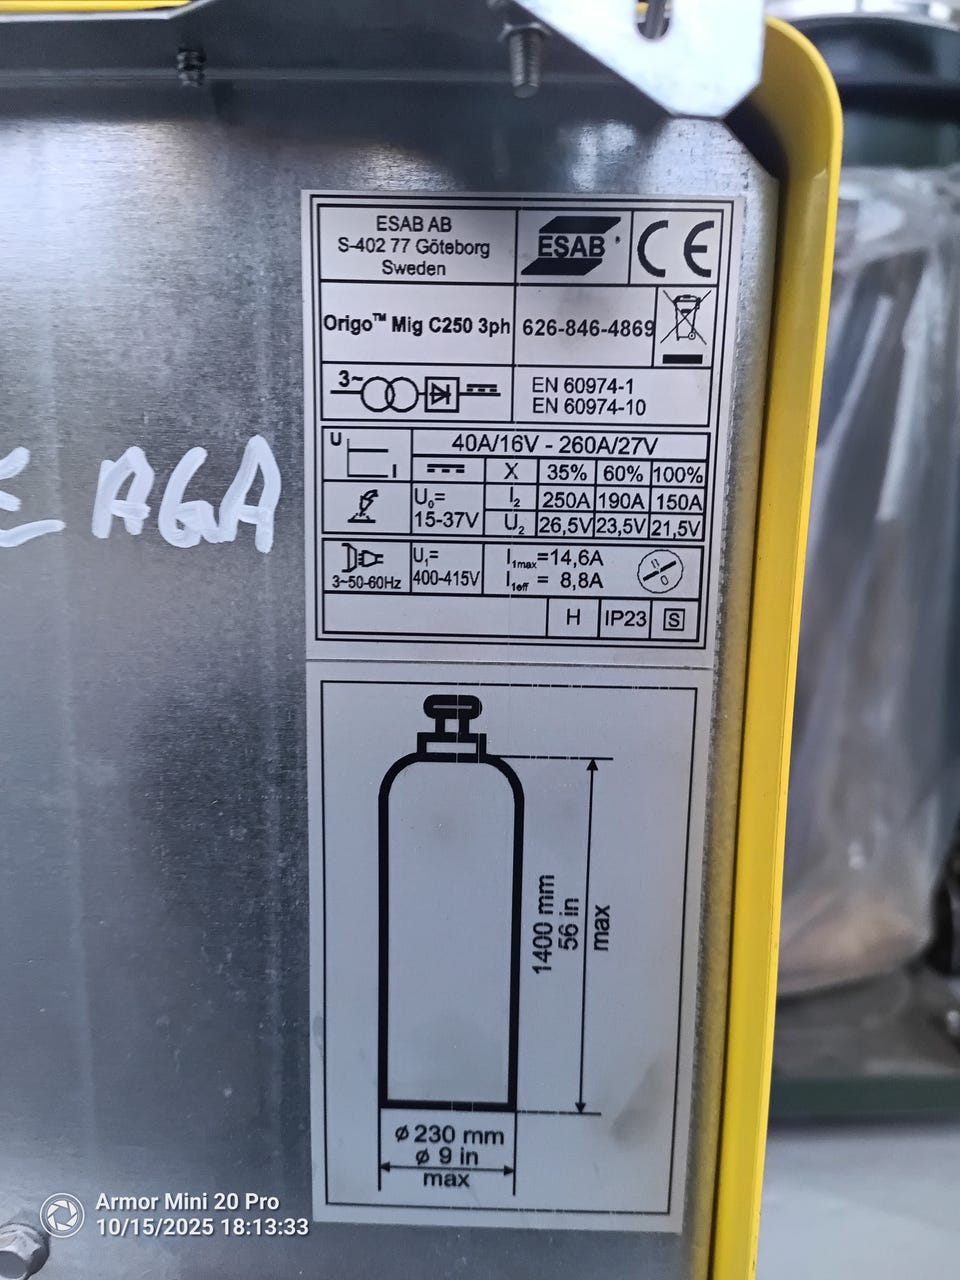 ESAB AB
S-402 77 Göteborg
Sweden
ESAB
CE
Origo™ Mig C250 3ph
626-846-4869
3~
EN 60974-1
EN 60974-10
U
I
40A/16V - 260A/27V
X 35% 60% 100%
U₀=
15-37V
I₂ 250A 190A 150A
U₂ 26,5V 23,5V 21,5V
3~50-60Hz
U₁=
400-415V
I₁max=14,6A
I₁eff = 8,8A
H IP23 S
AGA
1400 mm
56 in
max
ø 230 mm
ø 9 in
max
Armor Mini 20 Pro
10/15/2025 18:13:33